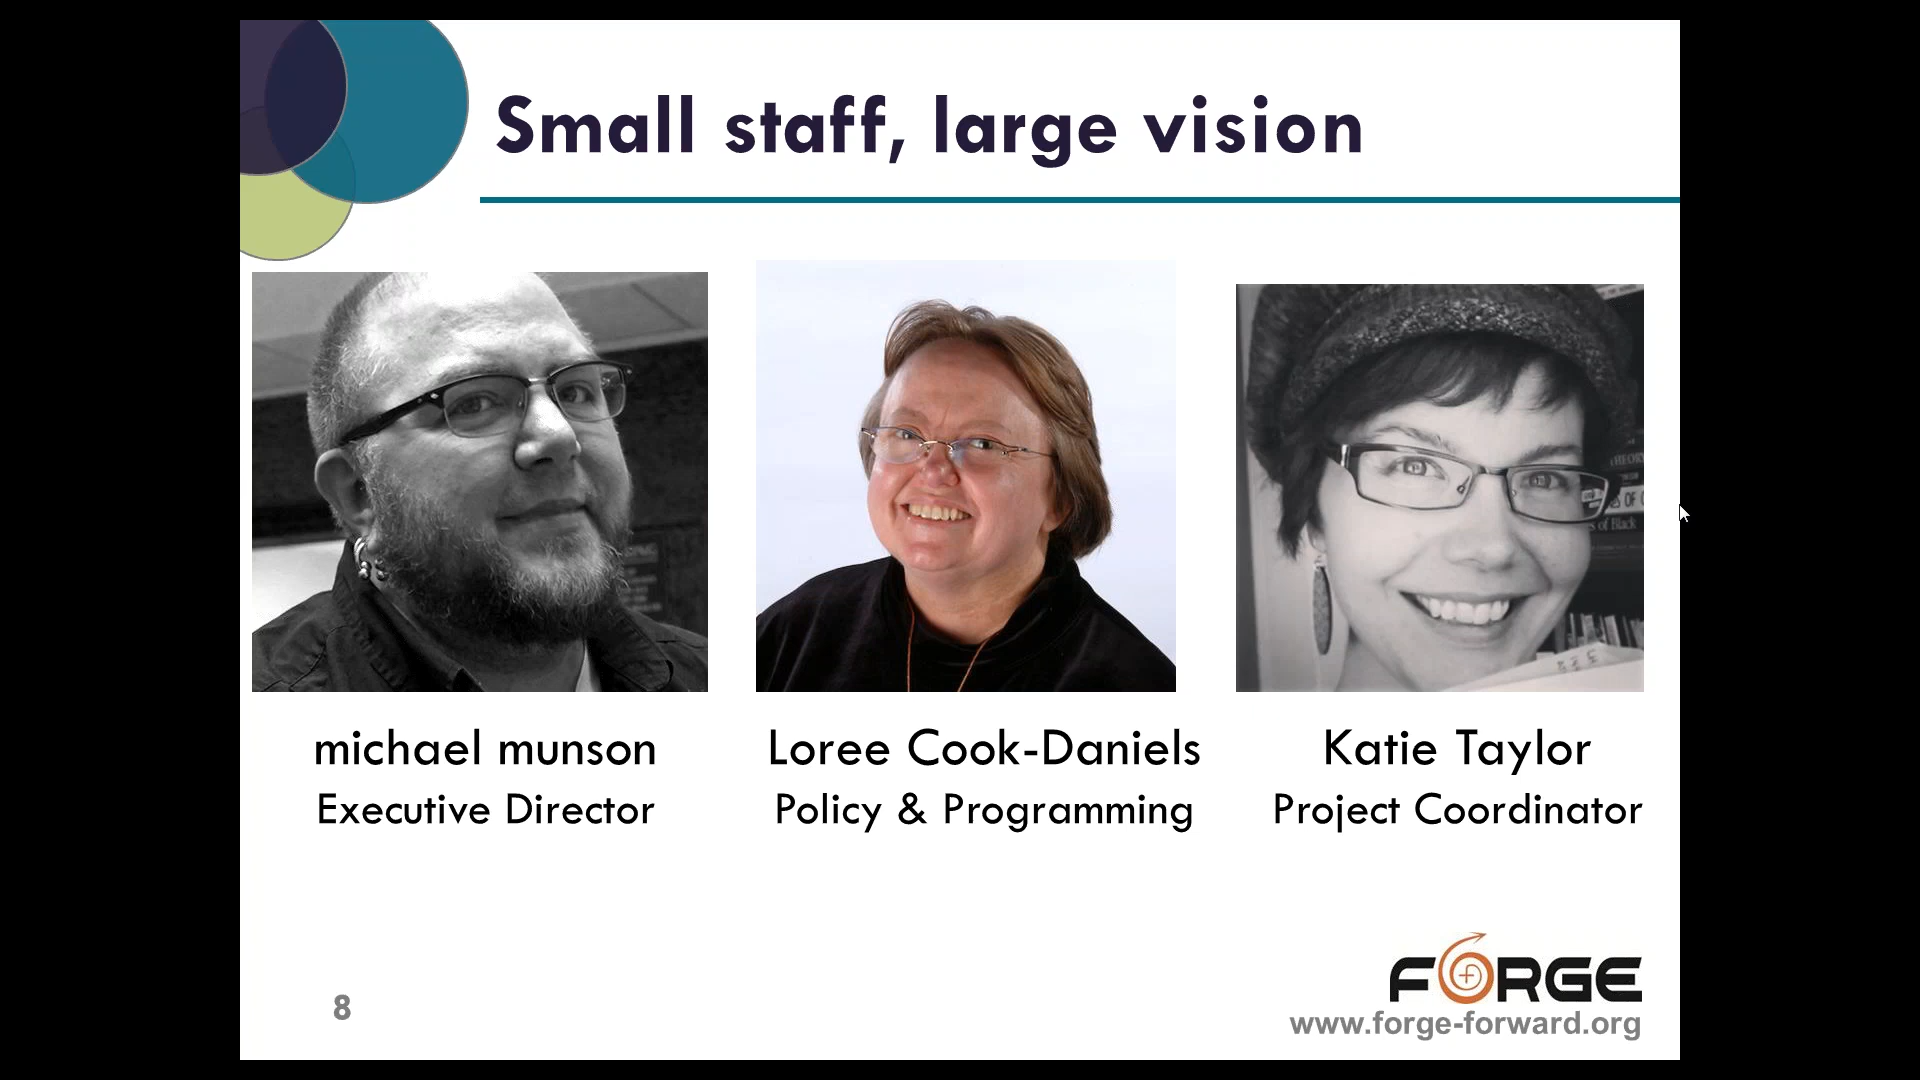 Small staff, large vision
michael munson
Executive Director
Loree Cook-Daniels
Policy & Programming
Katie Taylor
Project Coordinator
8
FORGE
www.forge-forward.org